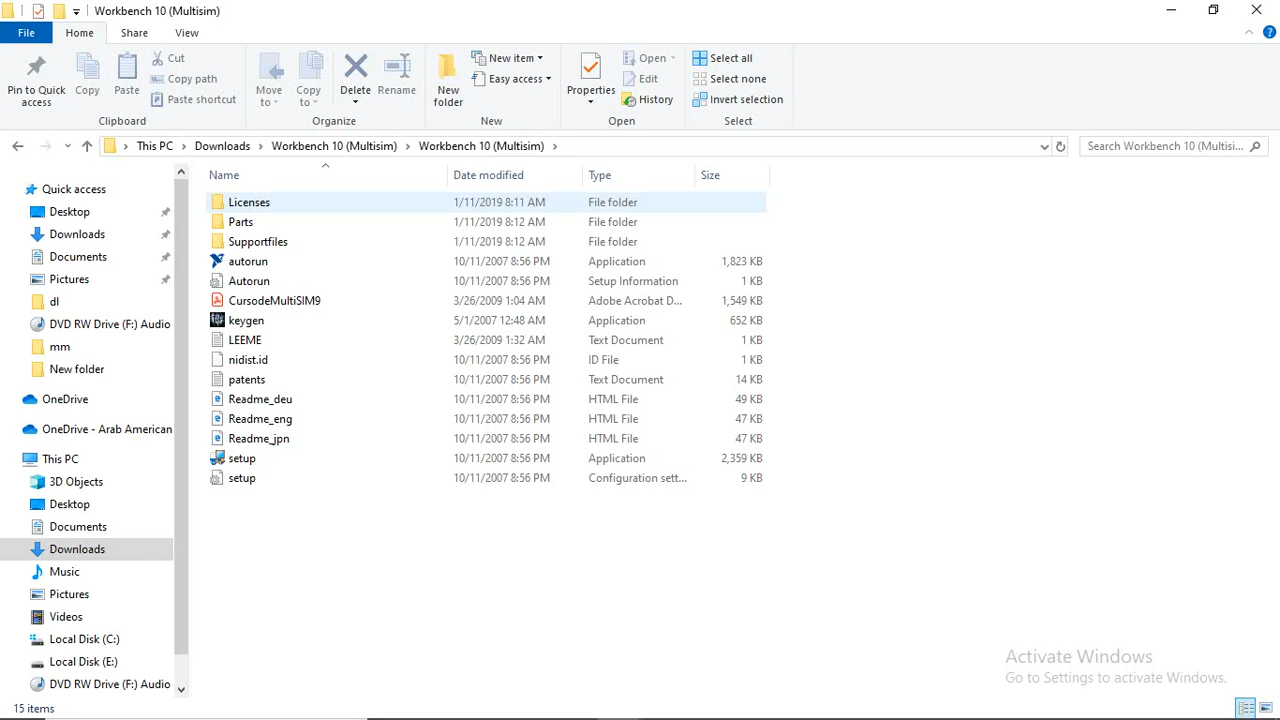 Workbench 10 (Multisim)
File Home Share View
Pin to Quick access
Copy
Paste
Cut
Copy path
Paste shortcut
Clipboard
Move to
Copy to
Delete
Rename
Organize
New folder
New item
Easy access
New
Properties
Open
Edit
History
Open
Select all
Select none
Invert selection
Select
This PC Downloads Workbench 10 (Multisim) Workbench 10 (Multisim)
Search Workbench 10 (Multisi...
Quick access
Desktop
Downloads
Documents
Pictures
dl
DVD RW Drive (F:) Audio
mm
New folder
OneDrive
OneDrive - Arab American
This PC
3D Objects
Desktop
Documents
Downloads
Music
Pictures
Videos
Local Disk (C:)
Local Disk (E:)
DVD RW Drive (F:) Audio
Name Date modified Type Size
Licenses 1/11/2019 8:11 AM File folder
Parts 1/11/2019 8:12 AM File folder
Supportfiles 1/11/2019 8:12 AM File folder
autorun 10/11/2007 8:56 PM Application 1,823 KB
Autorun 10/11/2007 8:56 PM Setup Information 1 KB
CursodeMultiSIM9 3/26/2009 1:04 AM Adobe Acrobat D... 1,549 KB
keygen 5/1/2007 12:48 AM Application 652 KB
LEEME 3/26/2009 1:32 AM Text Document 1 KB
nidist.id 10/11/2007 8:56 PM ID File 1 KB
patents 10/11/2007 8:56 PM Text Document 14 KB
Readme_deu 10/11/2007 8:56 PM HTML File 49 KB
Readme_eng 10/11/2007 8:56 PM HTML File 47 KB
Readme_jpn 10/11/2007 8:56 PM HTML File 47 KB
setup 10/11/2007 8:56 PM Application 2,359 KB
setup 10/11/2007 8:56 PM Configuration sett... 9 KB
Activate Windows
Go to Settings to activate Windows.
15 items